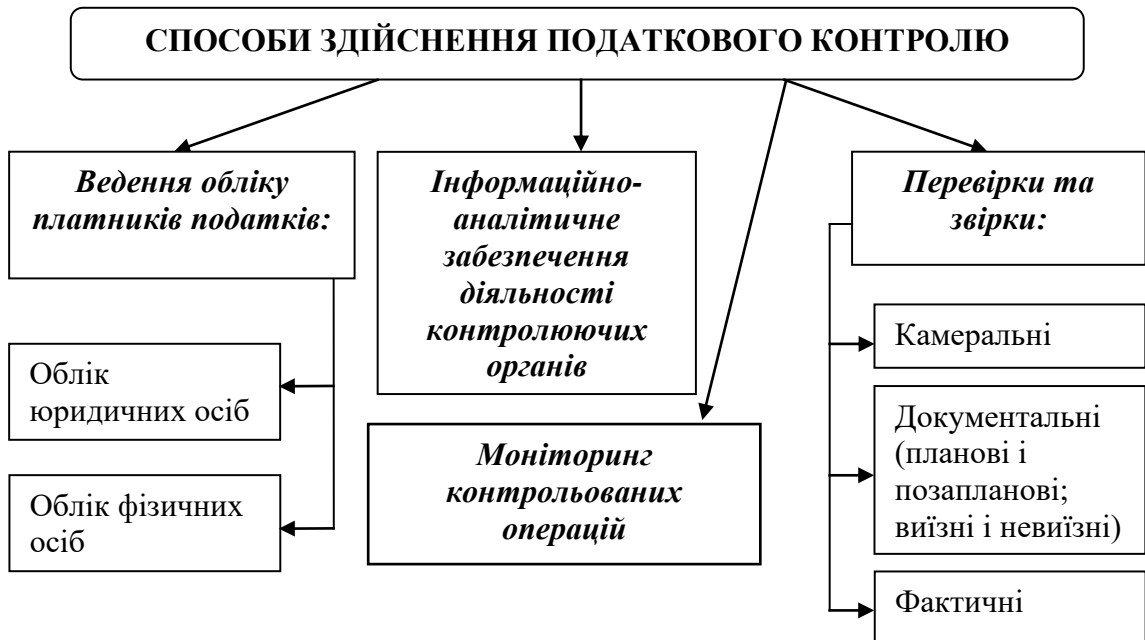 СПОСОБИ ЗДІЙСНЕННЯ ПОДАТКОВОГО КОНТРОЛЮ
Ведення обліку
платників податків:
Облік
юридичних осіб
Облік фізичних
осіб
Інформаційно-
аналітичне
забезпечення
діяльності
контролюючих
органів
Моніторинг
контрольованих
операцій
Перевірки та
звірки:
Камеральні
Документальні
(планові і
позапланові;
виїзні і невиїзні)
Фактичні